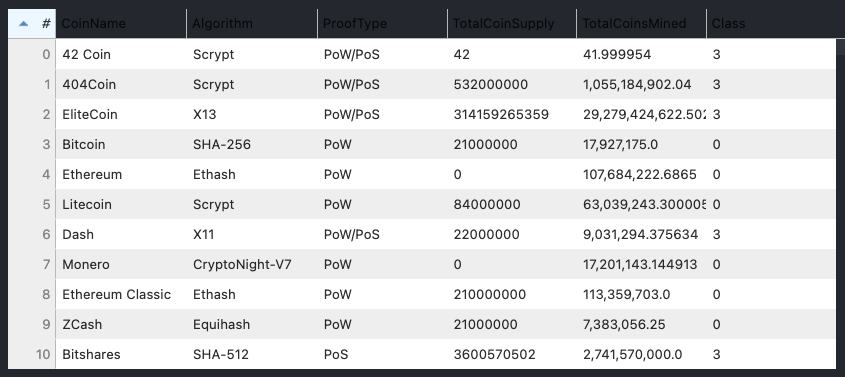 # CoinName Algorithm ProofType TotalCoinSupply TotalCoinsMined Class
0 42 Coin Scrypt PoW/PoS 42 41.999954 3
1 404Coin Scrypt PoW/PoS 532000000 1,055,184,902.04 3
2 EliteCoin X13 PoW/PoS 314159265359 29,279,424,622.502 3
3 Bitcoin SHA-256 PoW 21000000 17,927,175.0 0
4 Ethereum Ethash PoW 0 107,684,222.6865 0
5 Litecoin Scrypt PoW 84000000 63,039,243.300005 0
6 Dash X11 PoW/PoS 22000000 9,031,294.375634 3
7 Monero CryptoNight-V7 PoW 0 17,201,143.144913 0
8 Ethereum Classic Ethash PoW 210000000 113,359,703.0 0
9 ZCash Equihash PoW 21000000 7,383,056.25 0
10 Bitshares SHA-512 PoS 3600570502 2,741,570,000.0 3